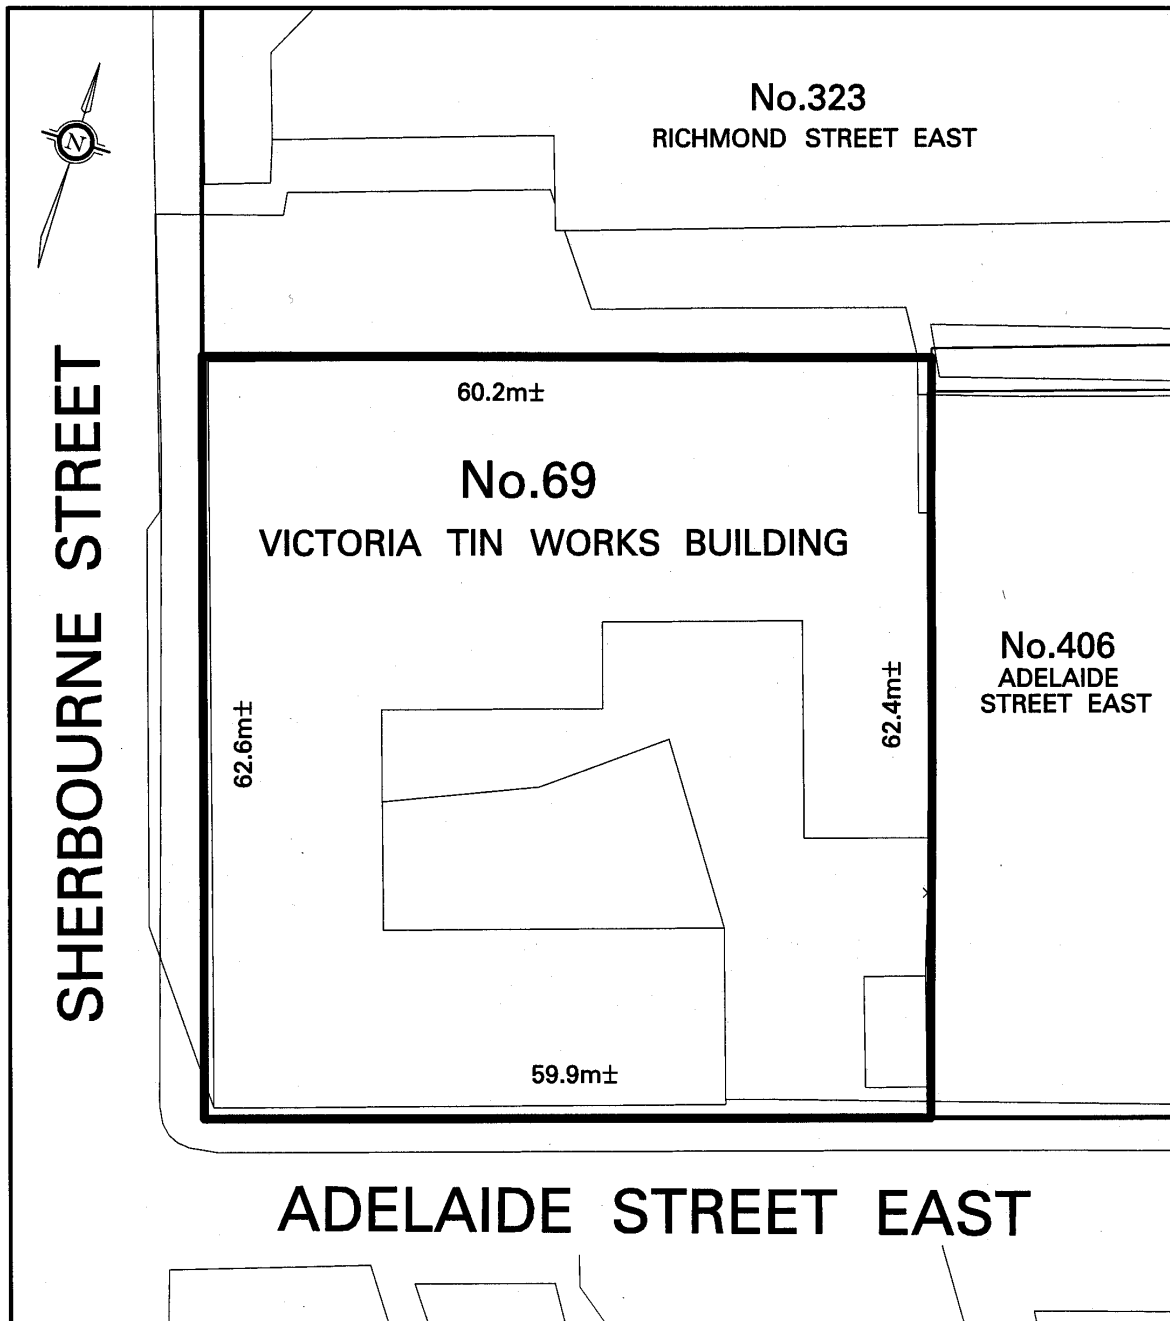 No.323
RICHMOND STREET EAST
N
SHERBOURNE STREET
60.2m±
No.69
VICTORIA TIN WORKS BUILDING
62.6m±
62.4m±
No.406
ADELAIDE
STREET EAST
59.9m±
ADELAIDE STREET EAST